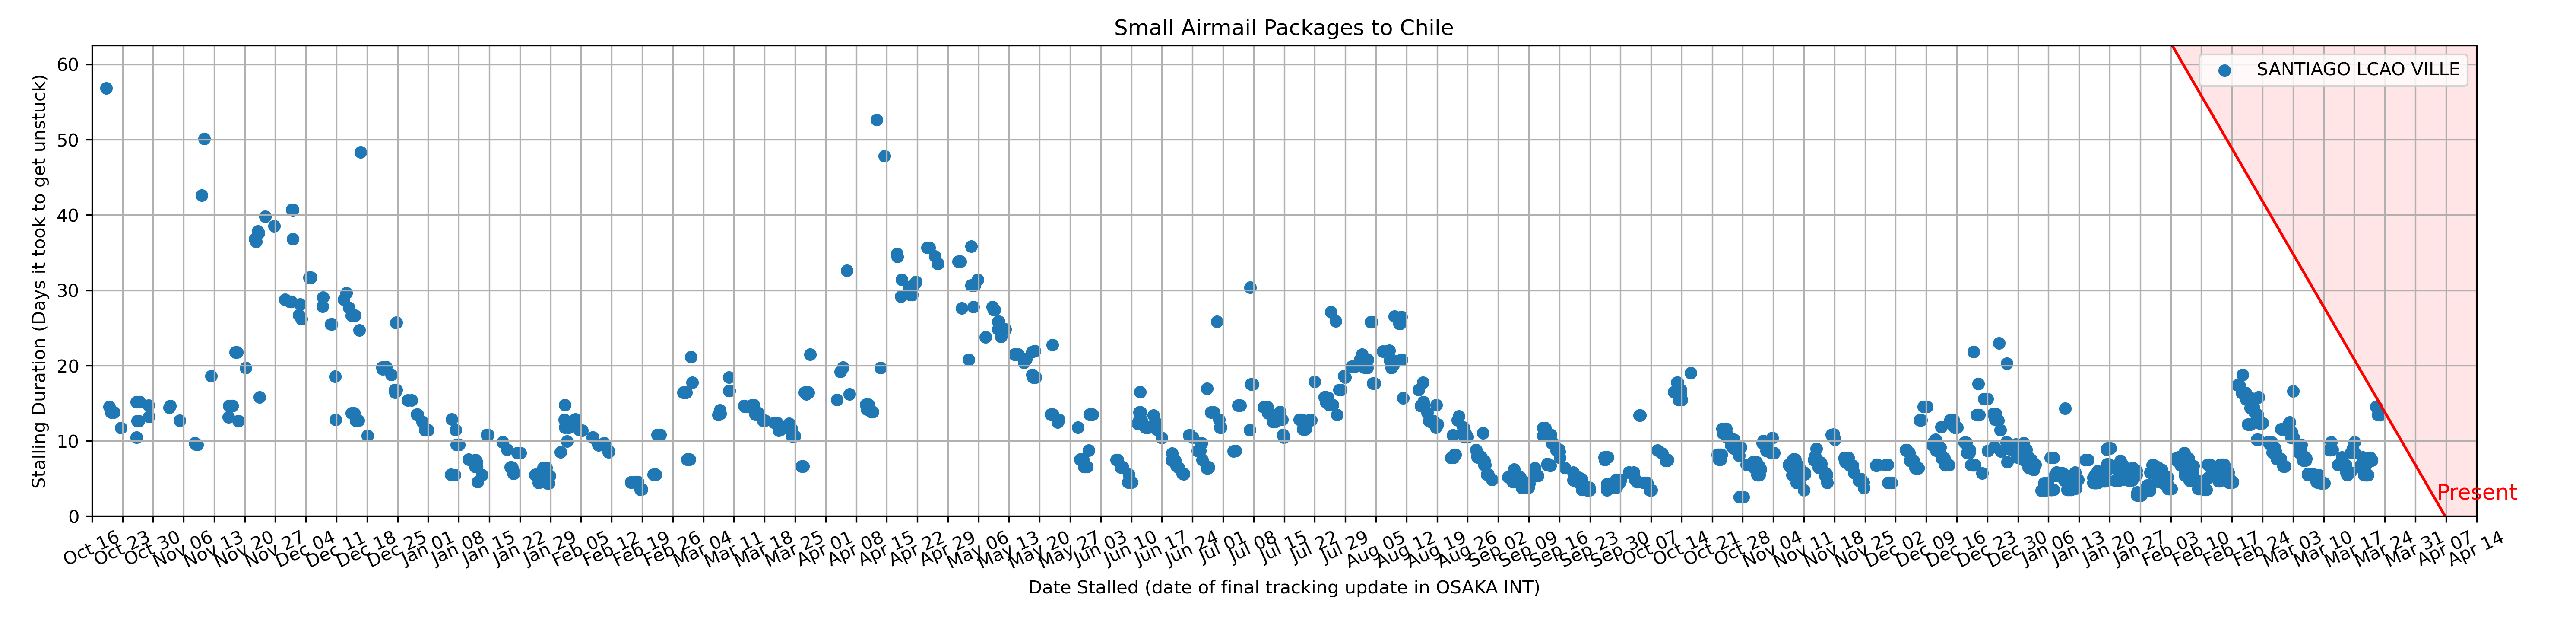 Small Airmail Packages to Chile
SANTIAGO LCAO VILLE
Stalling Duration (Days it took to get unstuck)
60
50
40
30
20
10
0
Present
Oct 16 Oct 23 Oct 30 Nov 06 Nov 13 Nov 20 Nov 27 Dec 04 Dec 11 Dec 18 Dec 25 Jan 01 Jan 08 Jan 15 Jan 22 Jan 29 Feb 05 Feb 12 Feb 19 Feb 26 Mar 04 Mar 11 Mar 18 Mar 25 Apr 01 Apr 08 Apr 15 Apr 22 Apr 29 May 06 May 13 May 20 May 27 Jun 03 Jun 10 Jun 17 Jun 24 Jul 01 Jul 08 Jul 15 Jul 22 Jul 29 Aug 05 Aug 12 Aug 19 Aug 26 Sep 02 Sep 09 Sep 16 Sep 23 Sep 30 Oct 07 Oct 14 Oct 21 Oct 28 Nov 04 Nov 11 Nov 18 Nov 25 Dec 02 Dec 09 Dec 16 Dec 23 Dec 30 Jan 06 Jan 13 Jan 20 Jan 27 Feb 03 Feb 10 Feb 17 Feb 24 Mar 03 Mar 10 Mar 17 Mar 24 Mar 31 Apr 07 Apr 14
Date Stalled (date of final tracking update in OSAKA INT)